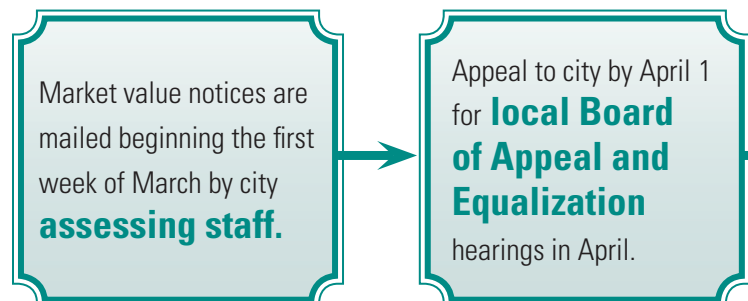 Market value notices are
mailed beginning the first
week of March by city
assessing staff.
Appeal to city by April 1
for local Board
of Appeal and
Equalization
hearings in April.